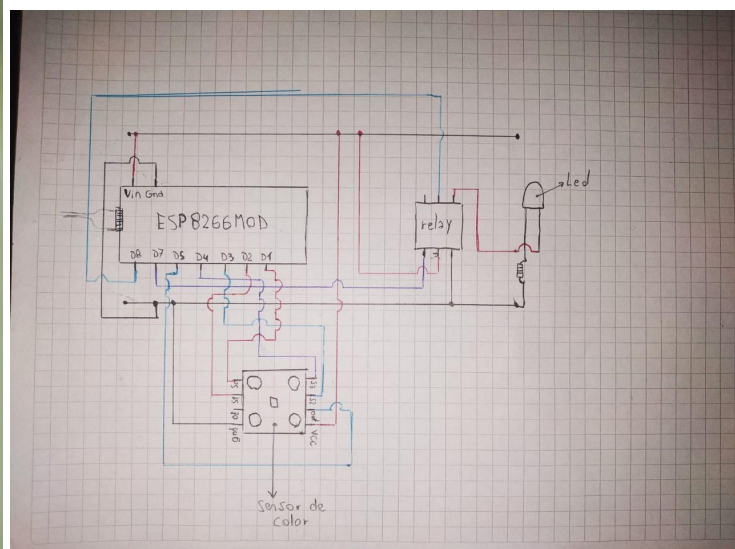 Vin Gnd
ESP8266MOD
D8 D7 D5 D4 D3 D2 D1
relay
Led
S3
S1
S2
out
Gnd
VCC
Sensor de
color